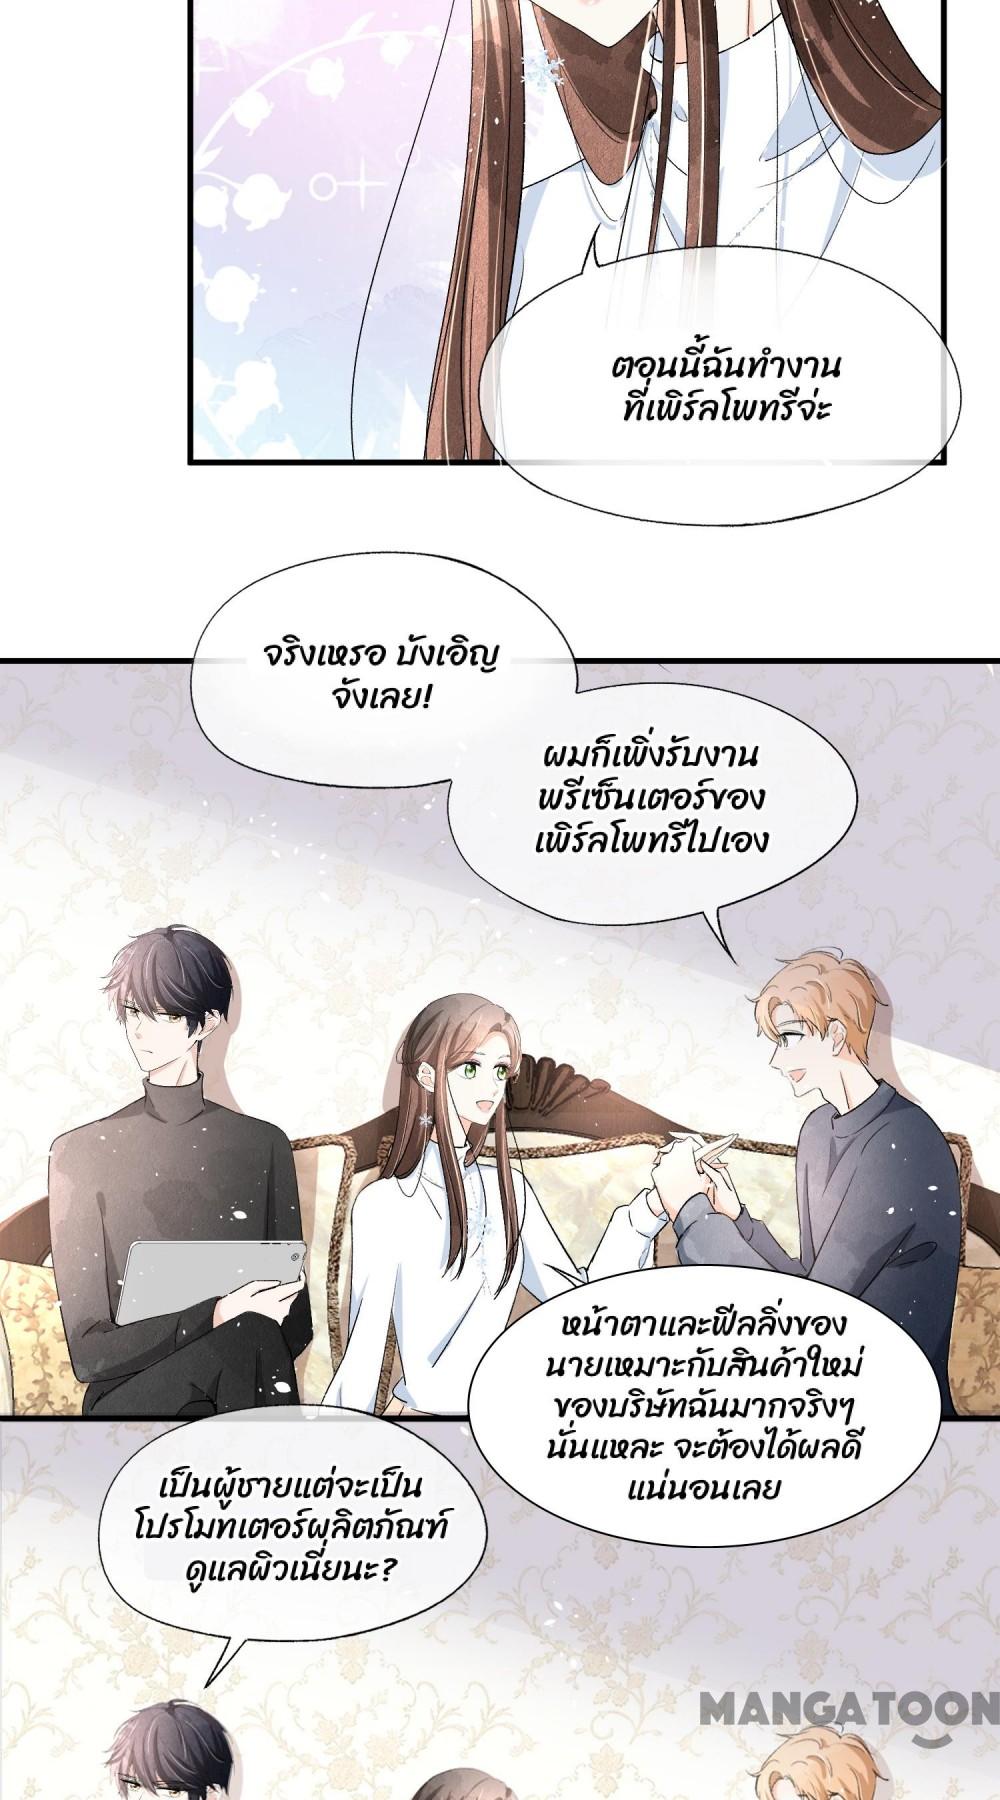 ตอนนี้ฉันทำงาน
ที่เพิร์ลโพทรีจ่ะ
จริงเหรอ บังเอิญ
จังเลย!
ผมก็เพิ่งรับงาน
พรีเซ็นเตอร์ของ
เพิร์ลโพทรีไปเอง
หน้าตาและฟีลลิ่งของ
นายเหมาะกับสินค้าใหม่
ของบริษัทฉันมากจริงๆ
นั่นแหละ จะต้องได้ผลดี
แน่นอนเลย
เป็นผู้ชายแต่จะเป็น
โปรโมทเตอร์ผลิตภัณฑ์
ดูแลผิวเนี่ยนะ?
MANGATOON